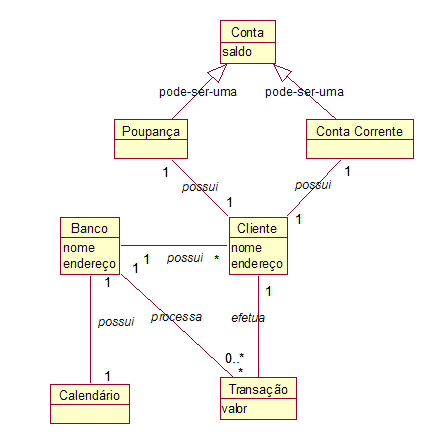 Conta
saldo
pode-ser-uma
pode-ser-uma
Poupança
Conta Corrente
1
1
possui
possui
1
1
Banco
nome
endereço
Cliente
nome
endereço
1
possui
*
1
1
1
possui
processa
efetua
0..*
*
1
Calendário
Transação
valor